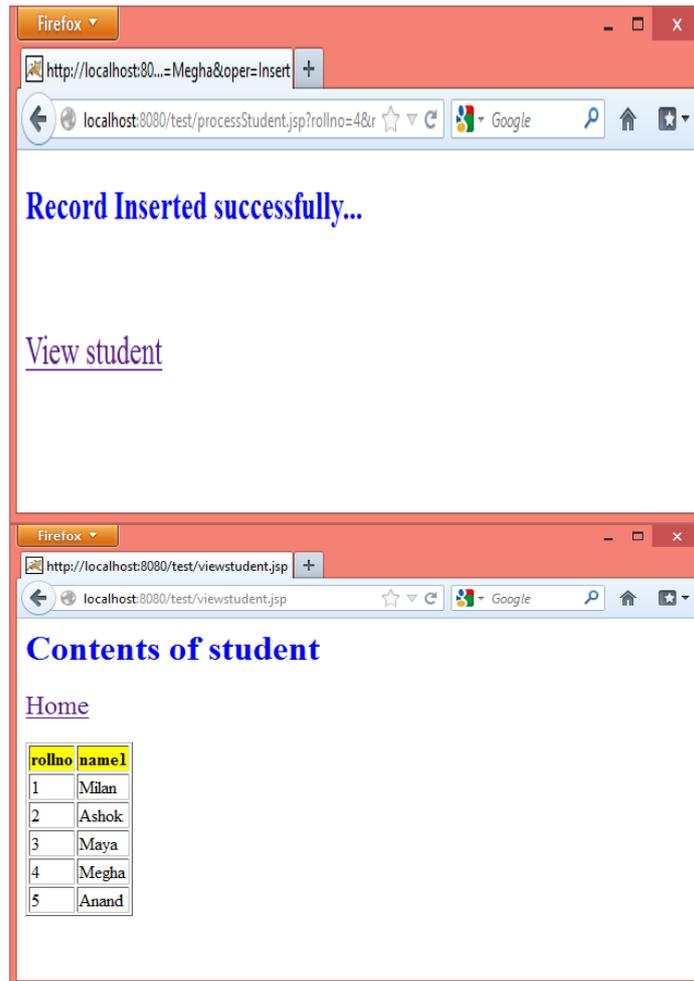 Firefox
http://localhost:80...=Megha&oper=Insert
localhost:8080/test/processStudent.jsp?rollno=4&r
Google
Record Inserted successfully...
View student
Firefox
http://localhost:8080/test/viewstudent.jsp
localhost:8080/test/viewstudent.jsp
Google
Contents of student
Home
rollno name1
1 Milan
2 Ashok
3 Maya
4 Megha
5 Anand